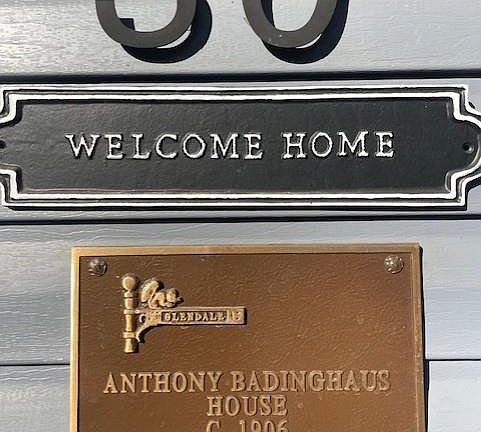 WELCOME HOME
GLENDALE
ANTHONY BADINGHAUS
HOUSE
C. 1906